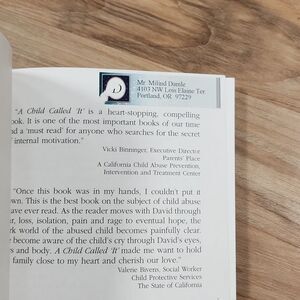 Mr. Milind Damle
4103 NW Lois Elaine Ter
Portland, OR 97229
"A Child Called 'It' is a heart-stopping, compelling
ook. It is one of the most important books of our time
nd a 'must read' for anyone who searches for the secret
internal motivation."
Vicki Binninger, Executive Director
Parents' Place
A California Child Abuse Prevention,
Intervention and Treatment Center
"Once this book was in my hands, I couldn't put it
own. This is the best book on the subject of child abuse
ave ever read. As the reader moves with David through
ar, loss, isolation, pain and rage to eventual hope, the
ark world of the abused child becomes painfully clear.
e become aware of the child's cry through David's eyes,
rs and body. A Child Called 'It' made me want to hold
family close to my heart and cherish our love."
Valerie Bivens, Social Worker
Child Protective Services
The State of California